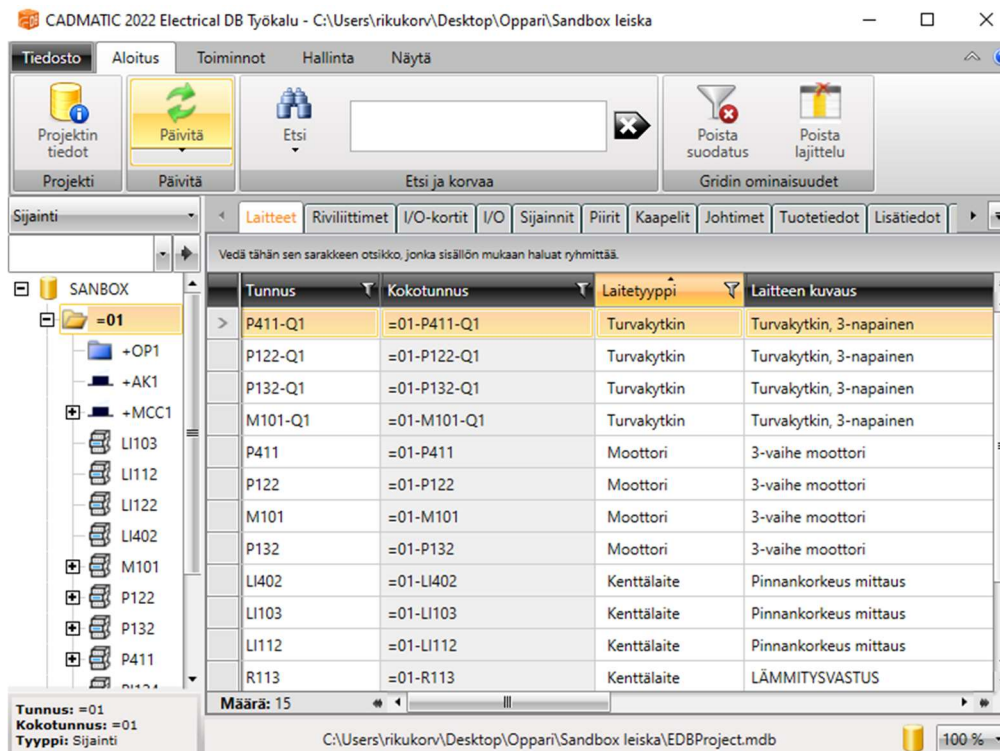 CADMATIC 2022 Electrical DB Työkalu - C:\Users\rikukorv\Desktop\Oppari\Sandbox leiska
Tiedosto Aloitus Toiminnot Hallinta Näytä
Projektin tiedot
Päivitä
Etsi
Poista suodatus
Poista lajittelu
Projekti Päivitä Etsi ja korvaa Gridin ominaisuudet
Sijainti
Laitteet Riviliittimet I/O-kortit I/O Sijainnit Piirit Kaapelit Johtimet Tuotetiedot Lisätiedot
Vedä tähän sen sarakkeen otsikko, jonka sisällön mukaan haluat ryhmittää.
SANBOX
=01
+OP1
+AK1
+MCC1
LI103
LI112
LI122
LI402
M101
P122
P132
P411
Tunnus Kokotunnus Laitetyyppi Laitteen kuvaus
P411-Q1 =01-P411-Q1 Turvakytkin Turvakytkin, 3-napainen
P122-Q1 =01-P122-Q1 Turvakytkin Turvakytkin, 3-napainen
P132-Q1 =01-P132-Q1 Turvakytkin Turvakytkin, 3-napainen
M101-Q1 =01-M101-Q1 Turvakytkin Turvakytkin, 3-napainen
P411 =01-P411 Moottori 3-vaihe moottori
P122 =01-P122 Moottori 3-vaihe moottori
M101 =01-M101 Moottori 3-vaihe moottori
P132 =01-P132 Moottori 3-vaihe moottori
LI402 =01-LI402 Kenttälaite Pinnankorkeus mittaus
LI103 =01-LI103 Kenttälaite Pinnankorkeus mittaus
LI112 =01-LI112 Kenttälaite Pinnankorkeus mittaus
R113 =01-R113 Kenttälaite LÄMMITYSVASTUS
Määrä: 15
Tunnus: =01
Kokotunnus: =01
Tyyppi: Sijainti
C:\Users\rikukorv\Desktop\Oppari\Sandbox leiska\EDBProject.mdb
100 %